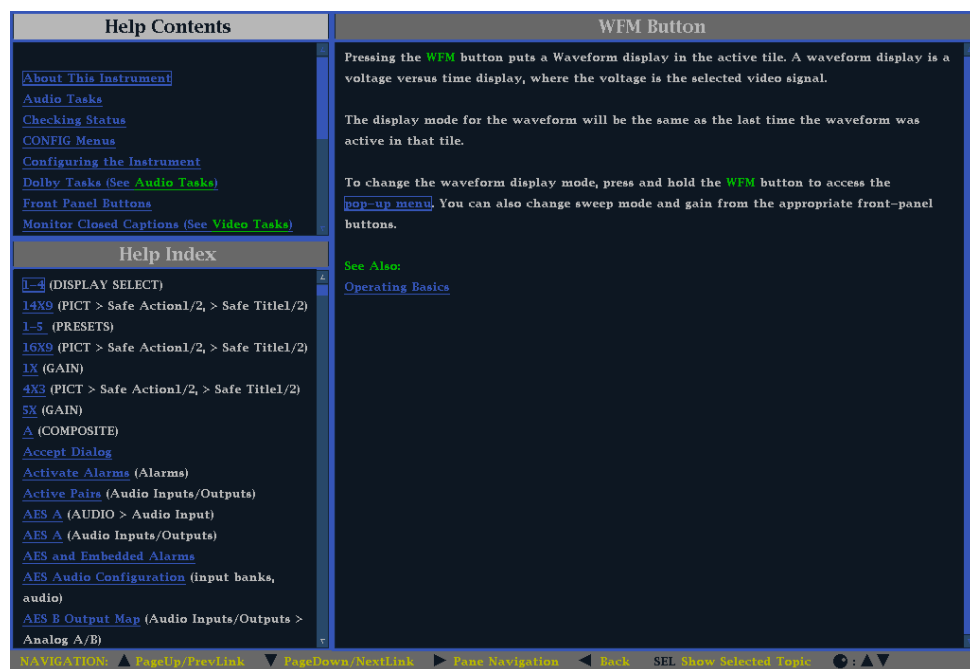 Help Contents
About This Instrument
Audio Tasks
Checking Status
CONFIG Menus
Configuring the Instrument
Dolby Tasks (See Audio Tasks)
Front Panel Buttons
Monitor Closed Captions (See Video Tasks)
Help Index
1-4 (DISPLAY SELECT)
14X9 (PICT > Safe Action1/2, > Safe Title1/2)
1-5 (PRESETS)
16X9 (PICT > Safe Action1/2, > Safe Title1/2)
1X (GAIN)
4X3 (PICT > Safe Action1/2, > Safe Title1/2)
5X (GAIN)
A (COMPOSITE)
Accept Dialog
Activate Alarms (Alarms)
Active Pairs (Audio Inputs/Outputs)
AES A (AUDIO > Audio Input)
AES A (Audio Inputs/Outputs)
AES and Embedded Alarms
AES Audio Configuration (input banks,
audio)
AES B Output Map (Audio Inputs/Outputs >
Analog A/B)
WFM Button
Pressing the WFM button puts a Waveform display in the active tile. A waveform display is a
voltage versus time display, where the voltage is the selected video signal.
The display mode for the waveform will be the same as the last time the waveform was
active in that tile.
To change the waveform display mode, press and hold the WFM button to access the
pop-up menu. You can also change sweep mode and gain from the appropriate front-panel
buttons.
See Also:
Operating Basics
NAVIGATION: ▲ PageUp/PrevLink ▼ PageDown/NextLink ► Pane Navigation ◄ Back SEL Show Selected Topic : ▲▼